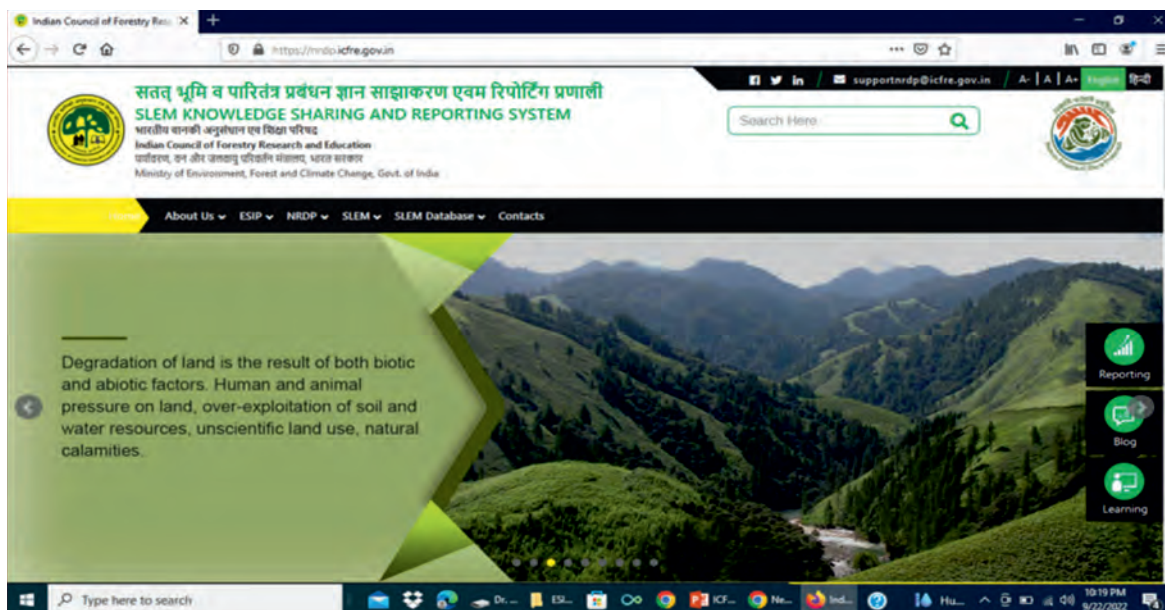 Indian Council of Forestry Res
https://nrdp.icfre.gov.in
सतत् भूमि व पारितंत्र प्रबंधन ज्ञान साझाकरण एवम रिपोर्टिंग प्रणाली
SLEM KNOWLEDGE SHARING AND REPORTING SYSTEM
भारतीय वानिकी अनुसंधान एवं शिक्षा परिषद
Indian Council of Forestry Research and Education
पर्यावरण, वन और जलवायु परिवर्तन मंत्रालय, भारत सरकार
Ministry of Environment, Forest and Climate Change, Govt. of India
supportnrdp@icfre.gov.in
A- | A | A+
English
हिन्दी
Search Here
Home
About Us
ESIP
NRDP
SLEM
SLEM Database
Contacts
Degradation of land is the result of both biotic
and abiotic factors. Human and animal
pressure on land, over-exploitation of soil and
water resources, unscientific land use, natural
calamities.
Reporting
Blog
Learning
Type here to search
Dr...
ESI...
ICF...
Ne...
Ind...
Hu...
10:19 PM
9/22/2022